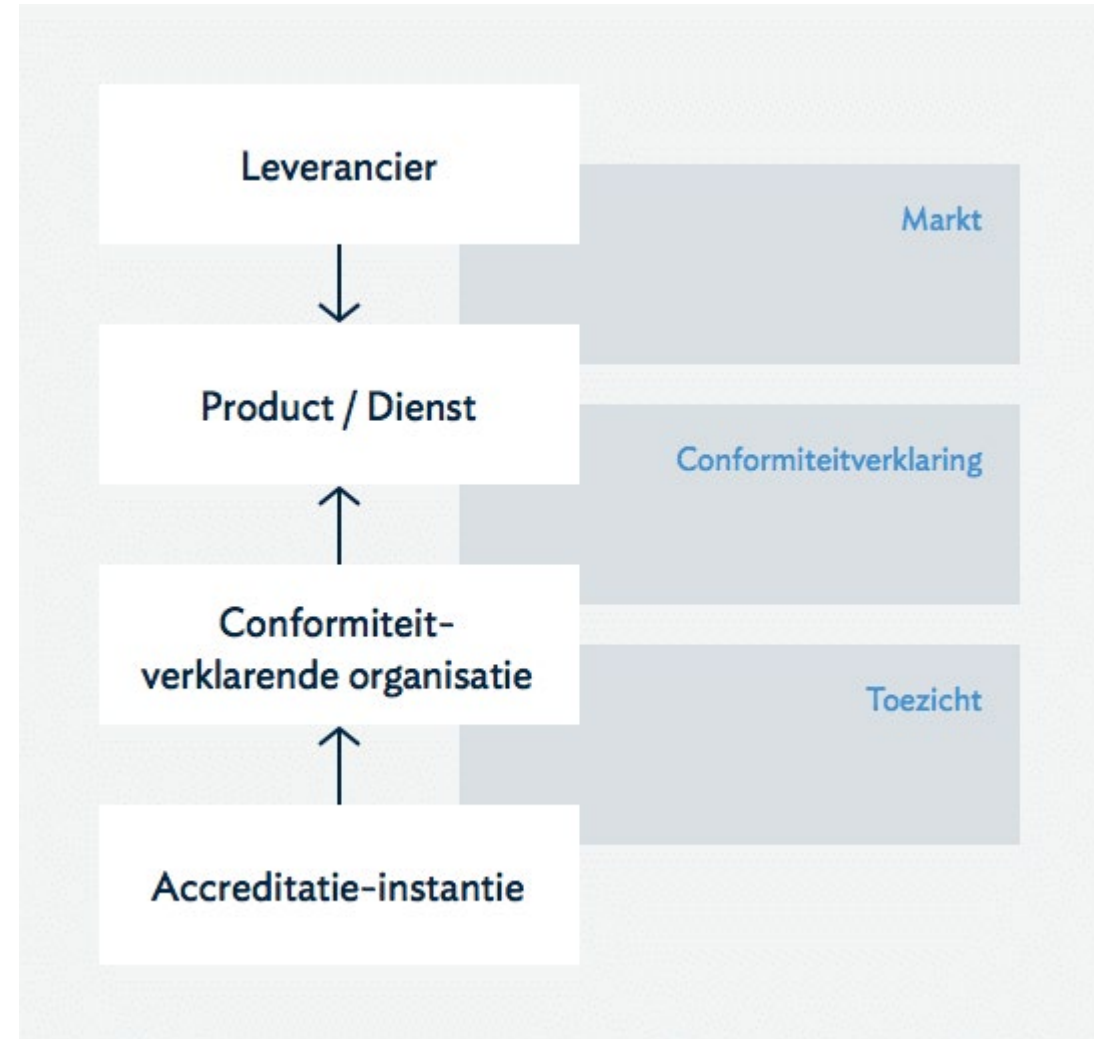 Leverancier
Markt
Product / Dienst
Conformiteitverklaring
Conformiteit-
verklarende organisatie
Toezicht
Accreditatie-instantie